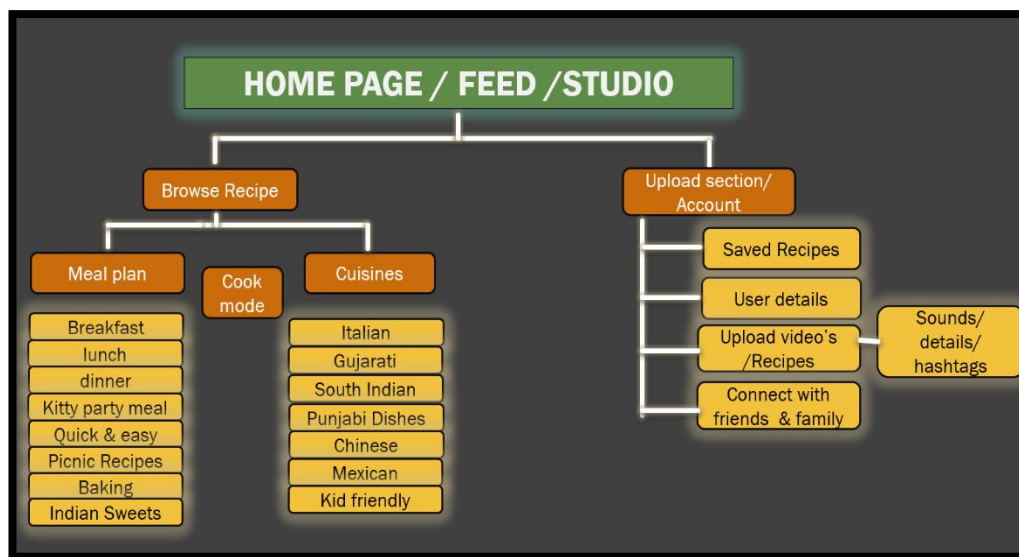 HOME PAGE / FEED /STUDIO
Browse Recipe
Upload section/
Account
Meal plan
Cook
mode
Cuisines
Breakfast
lunch
dinner
Kitty party meal
Quick & easy
Picnic Recipes
Baking
Indian Sweets
Italian
Gujarati
South Indian
Punjabi Dishes
Chinese
Mexican
Kid friendly
Saved Recipes
User details
Upload video's
/Recipes
Connect with
friends & family
Sounds/
details/
hashtags